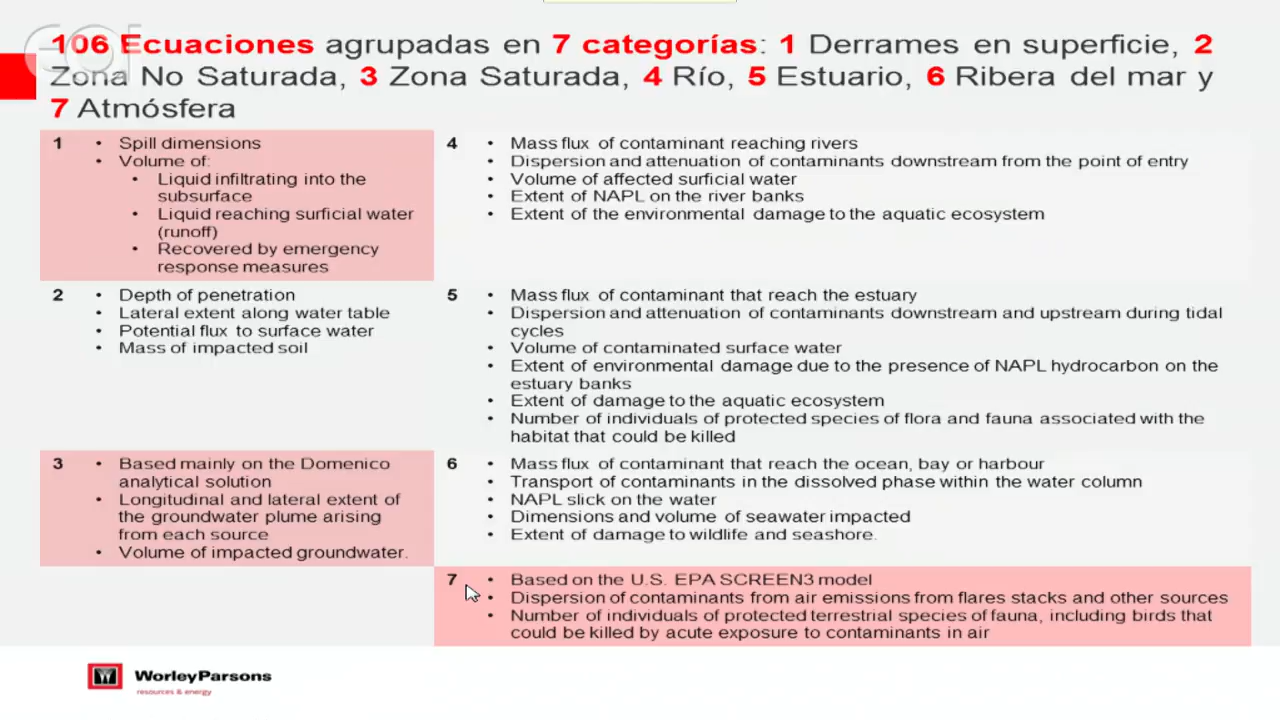 eoi
106 Ecuaciones agrupadas en 7 categorías: 1 Derrames en superficie, 2
Zona No Saturada, 3 Zona Saturada, 4 Río, 5 Estuario, 6 Ribera del mar y
7 Atmósfera
1 • Spill dimensions
• Volume of:
• Liquid infiltrating into the
subsurface
• Liquid reaching surficial water
(runoff)
• Recovered by emergency
response measures
2 • Depth of penetration
• Lateral extent along water table
• Potential flux to surface water
• Mass of impacted soil
3 • Based mainly on the Domenico
analytical solution
• Longitudinal and lateral extent of
the groundwater plume arising
from each source
• Volume of impacted groundwater.
4 • Mass flux of contaminant reaching rivers
• Dispersion and attenuation of contaminants downstream from the point of entry
• Volume of affected surficial water
• Extent of NAPL on the river banks
• Extent of the environmental damage to the aquatic ecosystem
5 • Mass flux of contaminant that reach the estuary
• Dispersion and attenuation of contaminants downstream and upstream during tidal
cycles
• Volume of contaminated surface water
• Extent of environmental damage due to the presence of NAPL hydrocarbon on the
estuary banks
• Extent of damage to the aquatic ecosystem
• Number of individuals of protected species of flora and fauna associated with the
habitat that could be killed
6 • Mass flux of contaminant that reach the ocean, bay or harbour
• Transport of contaminants in the dissolved phase within the water column
• NAPL slick on the water
• Dimensions and volume of seawater impacted
• Extent of damage to wildlife and seashore.
7 • Based on the U.S. EPA SCREEN3 model
• Dispersion of contaminants from air emissions from flares stacks and other sources
• Number of individuals of protected terrestrial species of fauna, including birds that
could be killed by acute exposure to contaminants in air
WorleyParsons
resources & energy